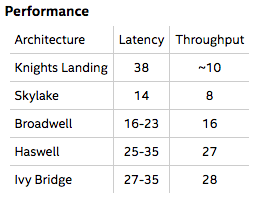 Performance
Architecture Latency Throughput
Knights Landing 38 ~10
Skylake 14 8
Broadwell 16-23 16
Haswell 25-35 27
Ivy Bridge 27-35 28